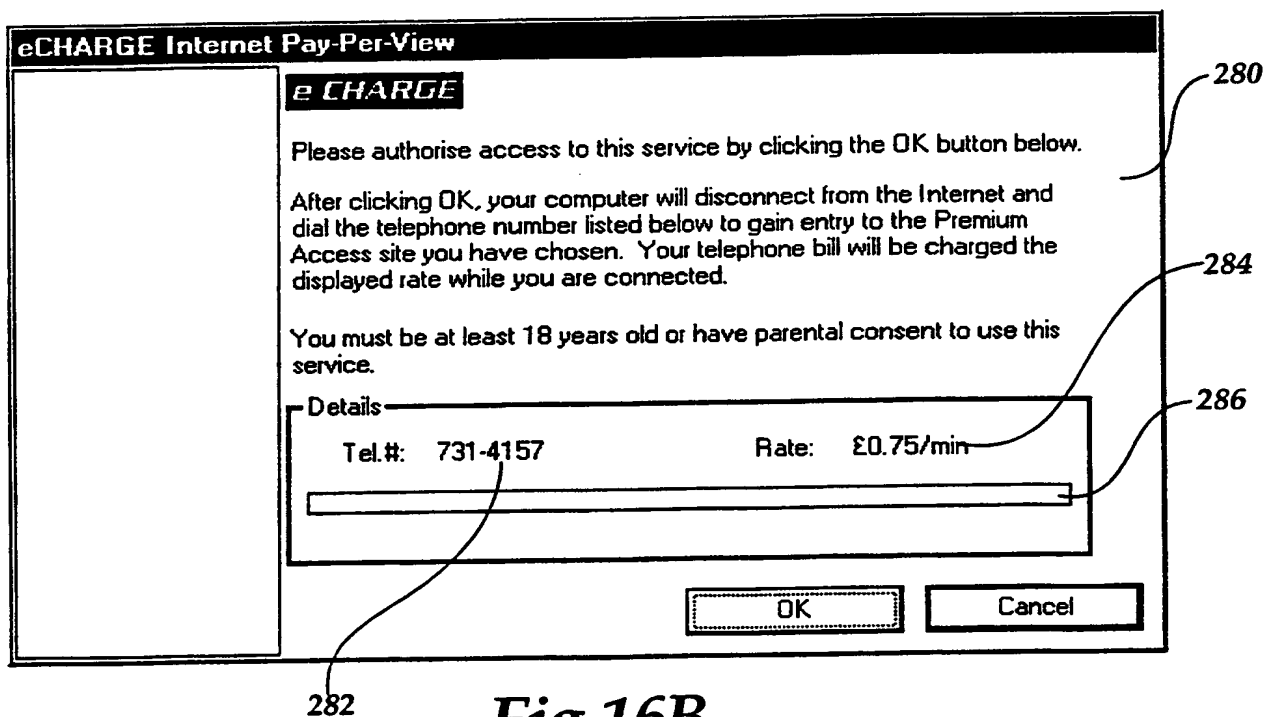 eCHARGE Internet Pay-Per-View
e CHARGE
280
Please authorise access to this service by clicking the OK button below.
After clicking OK, your computer will disconnect from the Internet and
dial the telephone number listed below to gain entry to the Premium
Access site you have chosen. Your telephone bill will be charged the
displayed rate while you are connected.
284
You must be at least 18 years old or have parental consent to use this
service.
Details
286
Tel.#: 731-4157 Rate: £0.75/min
OK Cancel
282
Fig.16B